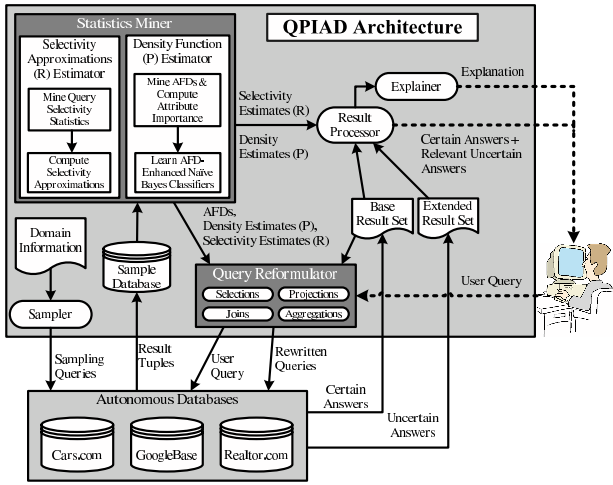 Statistics Miner
QPIAD Architecture
Selectivity
Approximations
(R) Estimator
Mine Query
Selectivity
Statistics
Compute
Selectivity
Approximations
Density Function
(P) Estimator
Mine AFDs &
Compute
Attribute
Importance
Learn AFD-
Enhanced Naïve
Bayes Classifiers
Selectivity
Estimates (R)
Density
Estimates (P)
Explainer
Explanation
Result
Processor
Certain Answers +
Relevant Uncertain
Answers
Domain
Information
Sample
Database
AFDs,
Density Estimates (P),
Selectivity Estimates (R)
Base
Result Set
Extended
Result Set
Sampler
Query Reformulator
Selections
Projections
Joins
Aggregations
User Query
Sampling
Queries
Result
Tuples
User
Query
Rewritten
Queries
Certain
Answers
Uncertain
Answers
Autonomous Databases
Cars.com
GoogleBase
Realtor.com